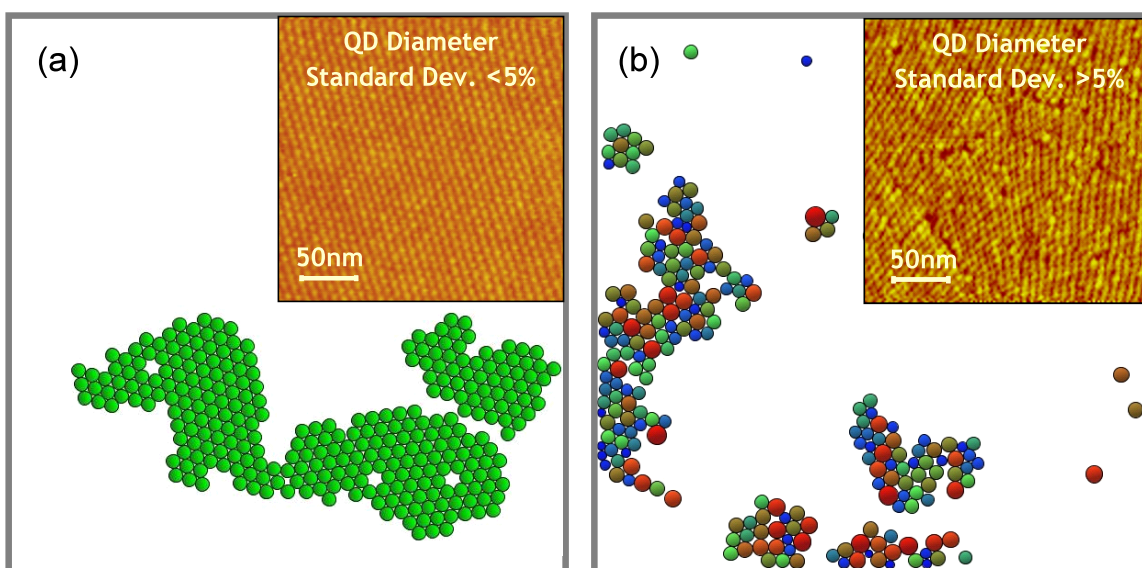 (a)
QD Diameter
Standard Dev. <5%
50nm
(b)
QD Diameter
Standard Dev. >5%
50nm